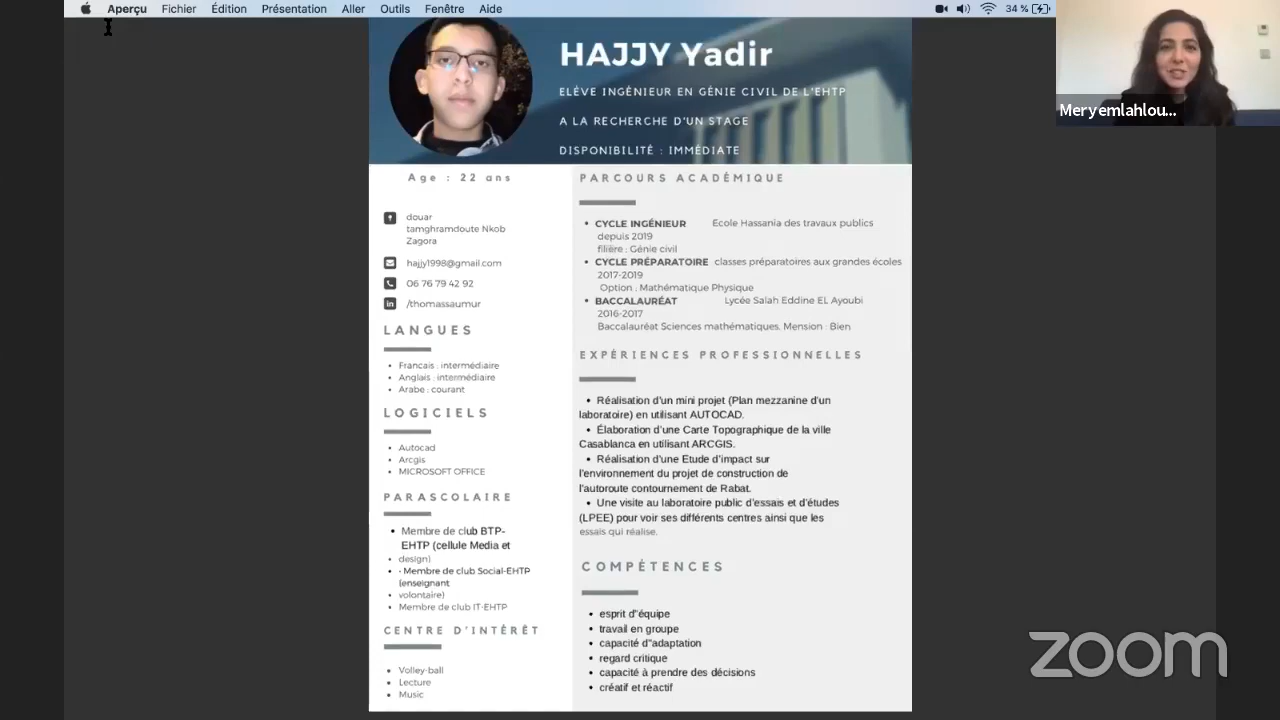 Aperçu Fichier Édition Présentation Aller Outils Fenêtre Aide
34 %
Meryemlahlou...
HAJJY Yadir
ELÈVE INGÉNIEUR EN GÉNIE CIVIL DE L'EHTP
A LA RECHERCHE D'UN STAGE
DISPONIBILITÉ : IMMÉDIATE
Age : 22 ans
douar
tamghramdoute Nkob
Zagora
hajjy1998@gmail.com
06 76 79 42 92
/thomassaumur
LANGUES
• Francais : intermédiaire
• Anglais : intermédiaire
• Arabe : courant
LOGICIELS
• Autocad
• Arcgis
• MICROSOFT OFFICE
PARASCOLAIRE
• Membre de club BTP-
EHTP (cellule Media et
• design)
• • Membre de club Social-EHTP
(enseignant
• volontaire)
• Membre de club IT-EHTP
CENTRE D'INTÉRÊT
• Volley-ball
• Lecture
• Music
PARCOURS ACADÉMIQUE
• CYCLE INGÉNIEUR Ecole Hassania des travaux publics
depuis 2019
filière : Génie civil
• CYCLE PRÉPARATOIRE classes préparatoires aux grandes écoles
2017-2019
Option : Mathématique Physique
• BACCALAURÉAT Lycée Salah Eddine EL Ayoubi
2016-2017
Baccalauréat Sciences mathématiques. Mension : Bien
EXPÉRIENCES PROFESSIONNELLES
• Réalisation d'un mini projet (Plan mezzanine d'un
laboratoire) en utilisant AUTOCAD.
• Élaboration d'une Carte Topographique de la ville
Casablanca en utilisant ARCGIS.
• Réalisation d'une Etude d'impact sur
l'environnement du projet de construction de
l'autoroute contournement de Rabat.
• Une visite au laboratoire public d'essais et d'études
(LPEE) pour voir ses différents centres ainsi que les
essais qui réalise.
COMPÉTENCES
• esprit d"équipe
• travail en groupe
• capacité d"adaptation
• regard critique
• capacité à prendre des décisions
• créatif et réactif
zoom